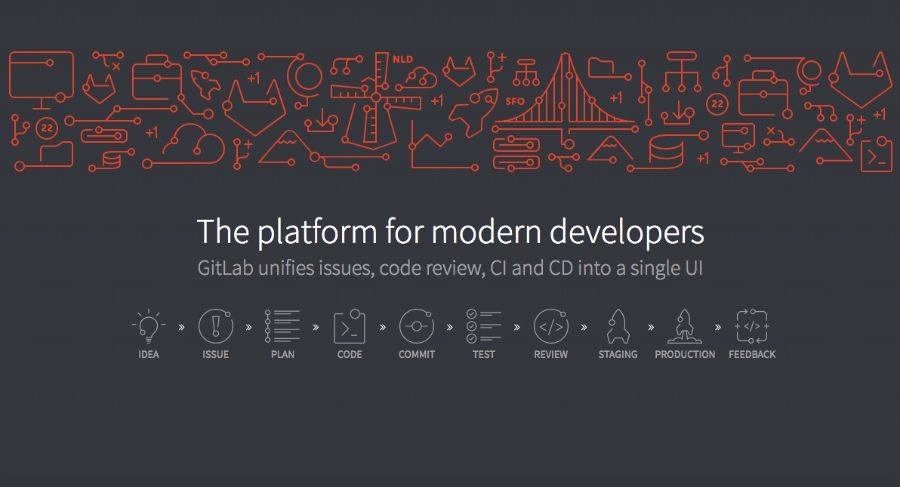 NLD
+1
+1
SFO
+1
22
+1
22
+1
+1
The platform for modern developers
GitLab unifies issues, code review, CI and CD into a single UI
IDEA » ISSUE » PLAN » CODE » COMMIT » TEST » REVIEW » STAGING » PRODUCTION » FEEDBACK